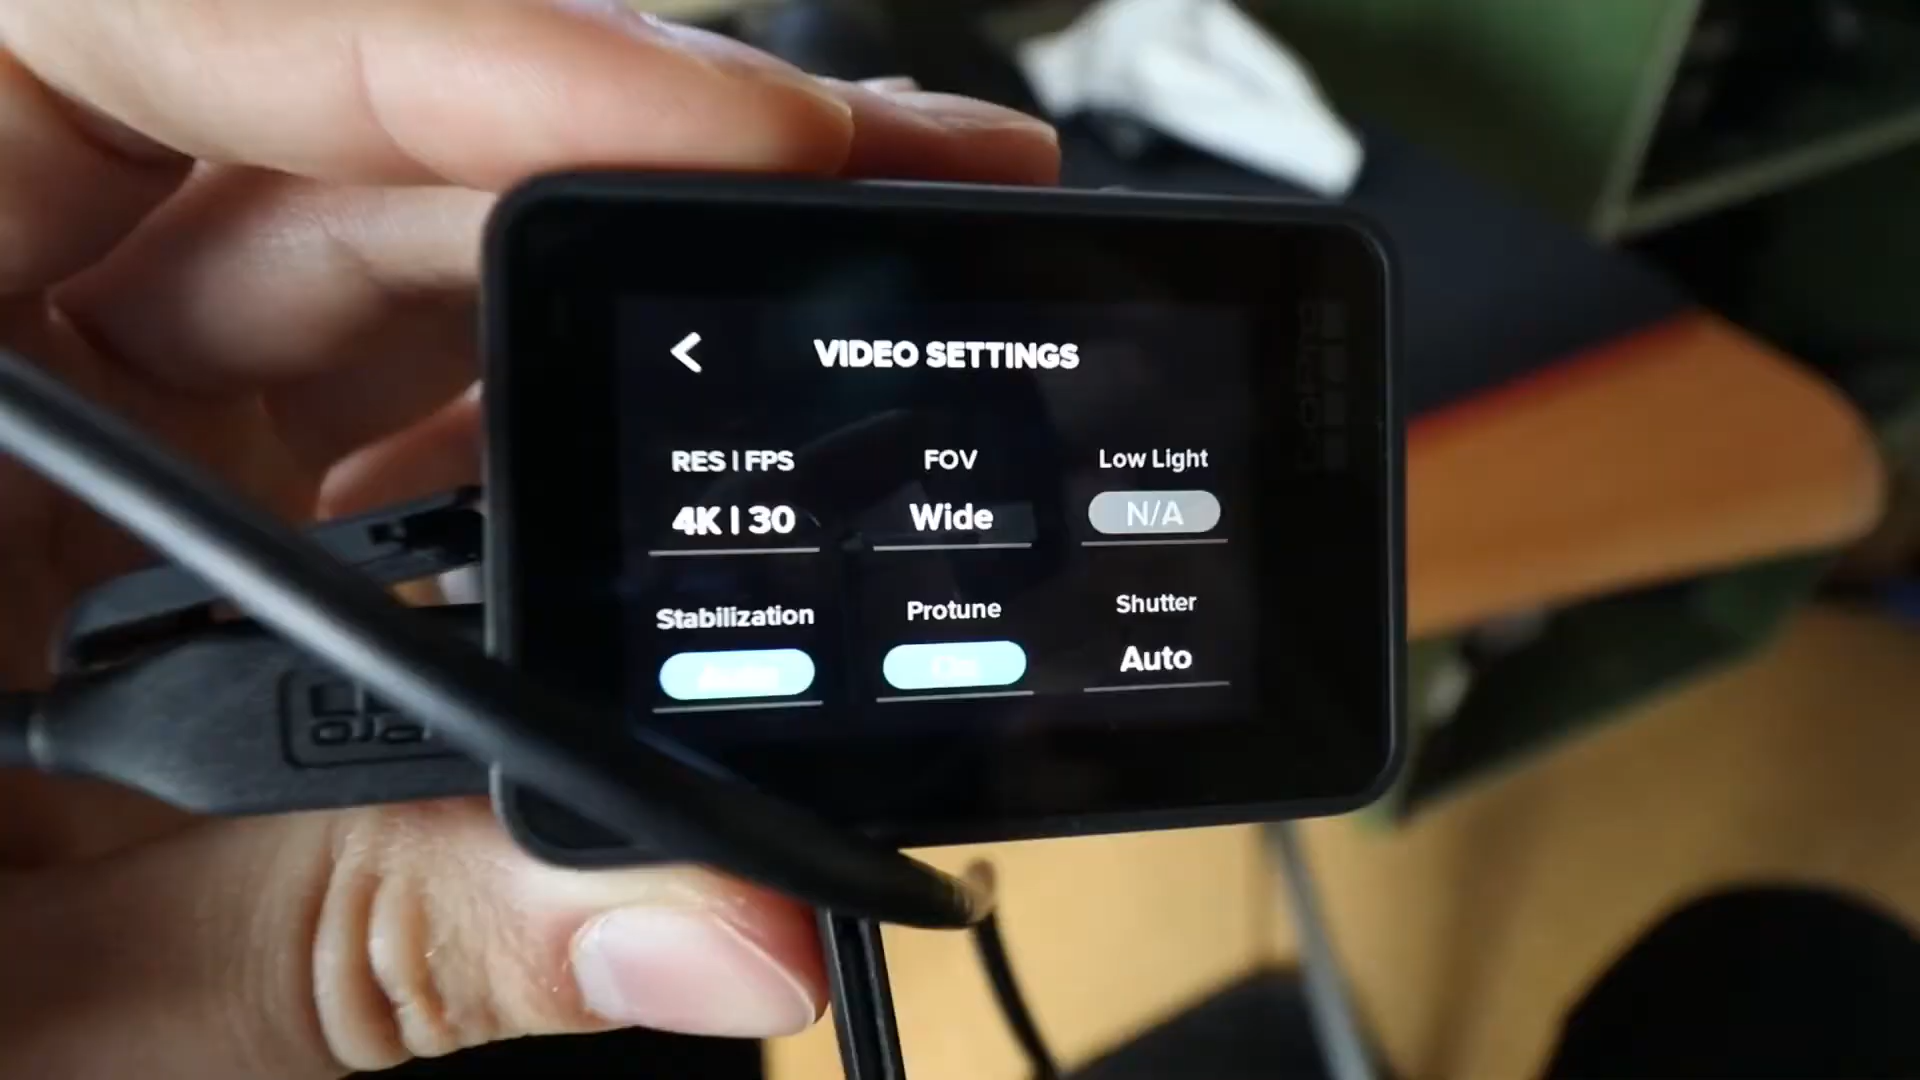 VIDEO SETTINGS
RES | FPS
FOV
Low Light
4K | 30
Wide
N/A
Stabilization
Protune
Shutter
Auto
On
Auto